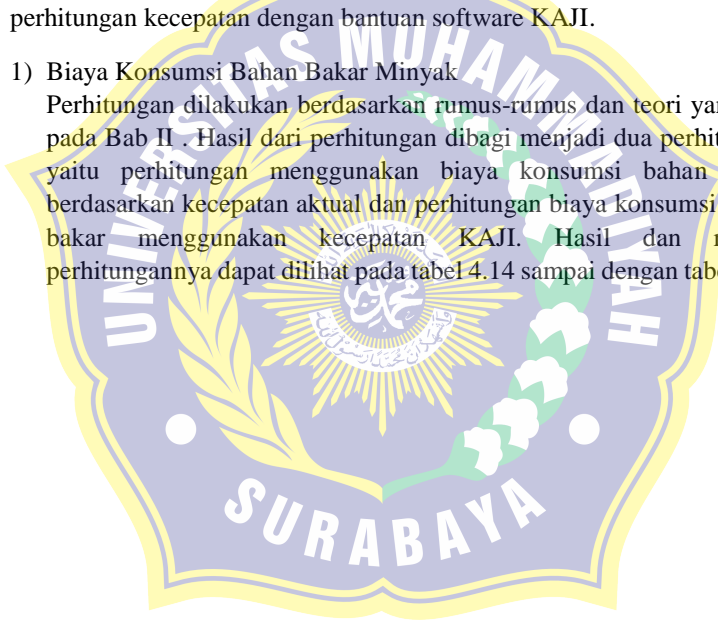 perhitungan kecepatan dengan bantuan software KAJI.
1) Biaya Konsumsi Bahan Bakar Minyak
Perhitungan dilakukan berdasarkan rumus-rumus dan teori yan
pada Bab II . Hasil dari perhitungan dibagi menjadi dua perhit
yaitu perhitungan menggunakan biaya konsumsi bahan
berdasarkan kecepatan aktual dan perhitungan biaya konsumsi
bakar menggunakan kecepatan KAJI. Hasil dan r
perhitungannya dapat dilihat pada tabel 4.14 sampai dengan tabe
UNIVERSITAS MUHAMMADIYAH
SURABAYA